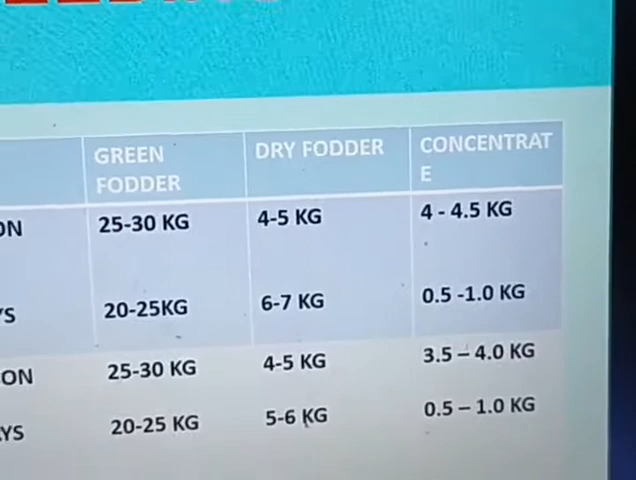 GREEN FODDER DRY FODDER CONCENTRATE
ON 25-30 KG 4-5 KG 4 - 4.5 KG
S 20-25KG 6-7 KG 0.5 -1.0 KG
ON 25-30 KG 4-5 KG 3.5 – 4.0 KG
YS 20-25 KG 5-6 KG 0.5 – 1.0 KG